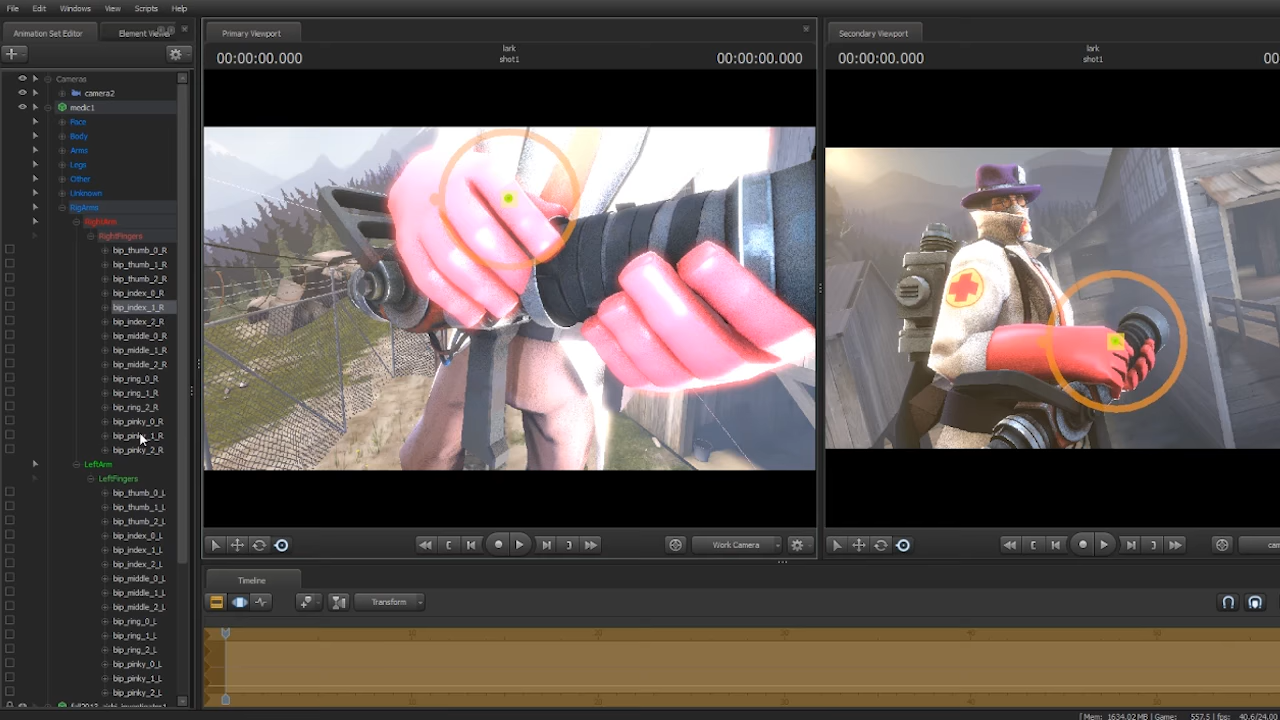 File Edit Windows View Scripts Help
Animation Set Editor
Element Viewer
Primary Viewport
Secondary Viewport
00:00:00.000
lark
shot1
00:00:00.000
00:00:00.000
lark
shot1
00
Cameras
camera2
medic1
Face
Body
Arms
Legs
Other
Unknown
RigArms
RightArm
RightFingers
bip_thumb_0_R
bip_thumb_1_R
bip_thumb_2_R
bip_index_0_R
bip_index_1_R
bip_index_2_R
bip_middle_0_R
bip_middle_1_R
bip_middle_2_R
bip_ring_0_R
bip_ring_1_R
bip_ring_2_R
bip_pinky_0_R
bip_pinky_1_R
bip_pinky_2_R
LeftArm
LeftFingers
bip_thumb_0_L
bip_thumb_1_L
bip_thumb_2_L
bip_index_0_L
bip_index_1_L
bip_index_2_L
bip_middle_0_L
bip_middle_1_L
bip_middle_2_L
bip_ring_0_L
bip_ring_1_L
bip_ring_2_L
bip_pinky_0_L
bip_pinky_1_L
bip_pinky_2_L
Work Camera
Timeline
Transform
[ Mem: 1634.02 MB | Game: 557.5 | fps: 40.6/24.00